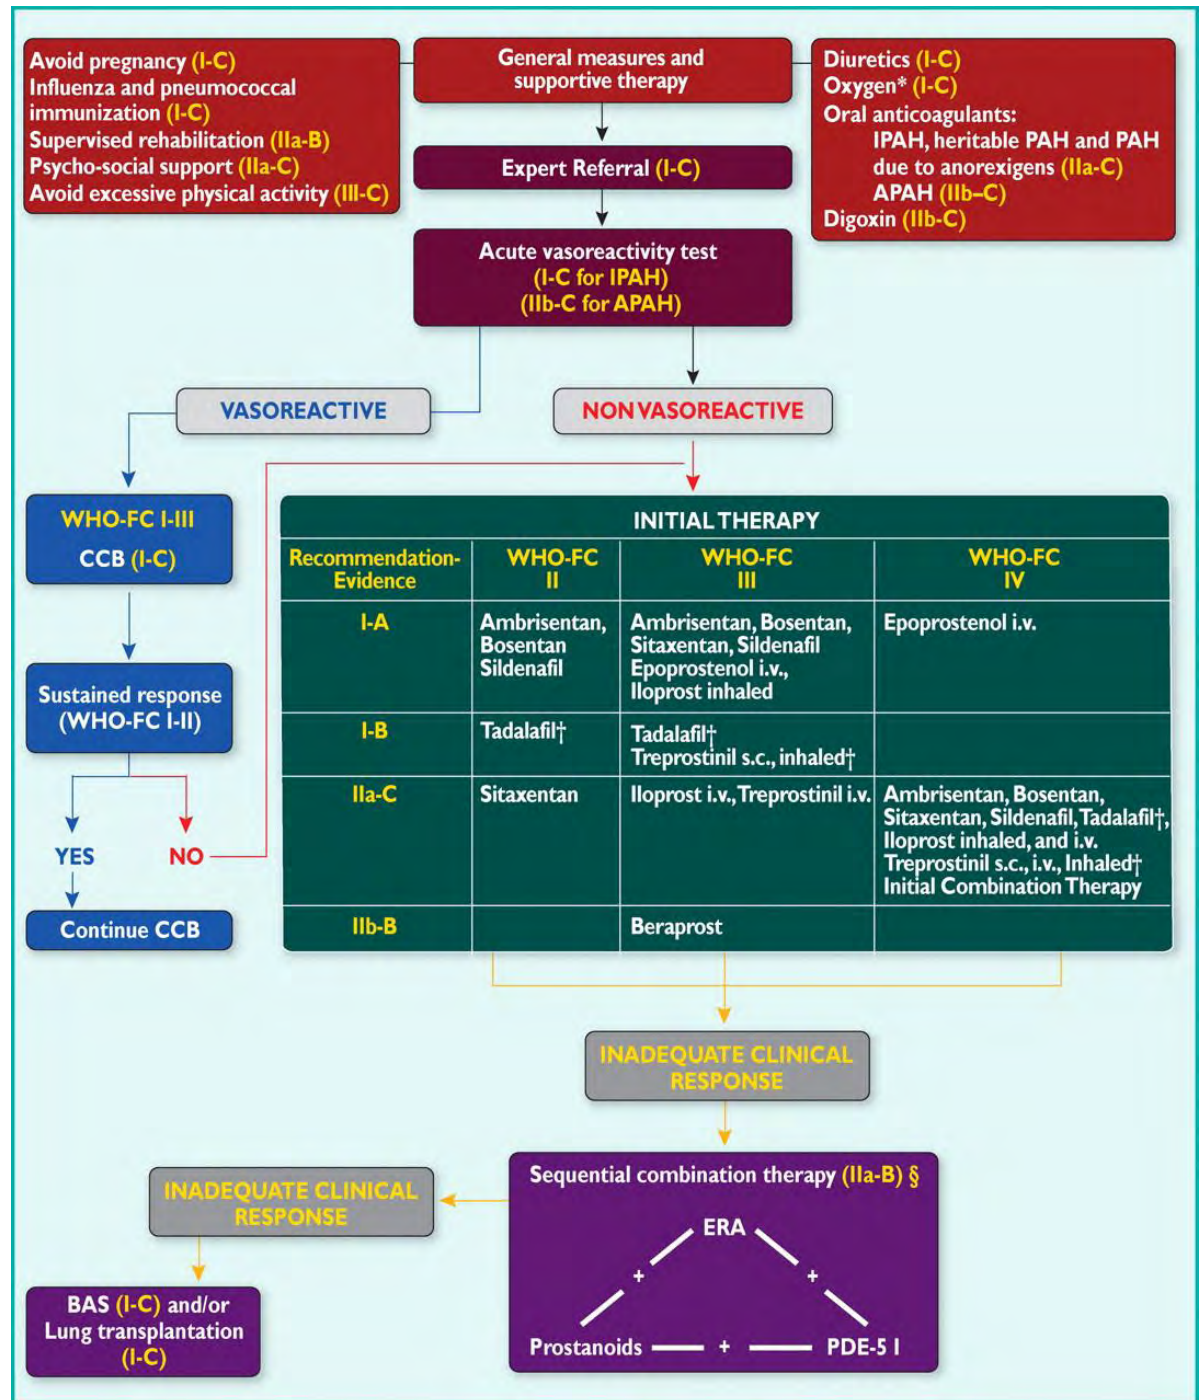 Avoid pregnancy (I-C)
Influenza and pneumococcal
immunization (I-C)
Supervised rehabilitation (IIa-B)
Psycho-social support (IIa-C)
Avoid excessive physical activity (III-C)
General measures and
supportive therapy
Diuretics (I-C)
Oxygen* (I-C)
Oral anticoagulants:
IPAH, heritable PAH and PAH
due to anorexigens (IIa-C)
APAH (IIb–C)
Digoxin (IIb-C)
Expert Referral (I-C)
Acute vasoreactivity test
(I-C for IPAH)
(IIb-C for APAH)
VASOREACTIVE
NON VASOREACTIVE
WHO-FC I-III
CCB (I-C)
Sustained response
(WHO-FC I-II)
YES
NO
Continue CCB
INITIAL THERAPY
Recommendation-
Evidence
WHO-FC
II
WHO-FC
III
WHO-FC
IV
I-A
Ambrisentan,
Bosentan
Sildenafil
Ambrisentan, Bosentan,
Sitaxentan, Sildenafil
Epoprostenol i.v.,
Iloprost inhaled
Epoprostenol i.v.
I-B
Tadalafil†
Tadalafil†
Treprostinil s.c., inhaled†
IIa-C
Sitaxentan
Iloprost i.v., Treprostinil i.v.
Ambrisentan, Bosentan,
Sitaxentan, Sildenafil, Tadalafil†,
Iloprost inhaled, and i.v.
Treprostinil s.c., i.v., Inhaled†
Initial Combination Therapy
IIb-B
Beraprost
INADEQUATE CLINICAL
RESPONSE
Sequential combination therapy (IIa-B) §
ERA
+
+
Prostanoids
+
PDE-5 I
INADEQUATE CLINICAL
RESPONSE
BAS (I-C) and/or
Lung transplantation
(I-C)